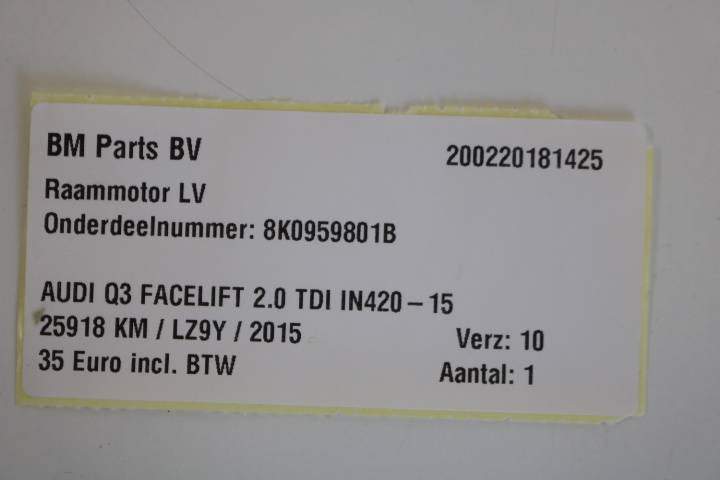 BM Parts BV 200220181425
Raammotor LV
Onderdeelnummer: 8K0959801B
AUDI Q3 FACELIFT 2.0 TDI IN420-15
25918 KM / LZ9Y / 2015 Verz: 10
35 Euro incl. BTW Aantal: 1